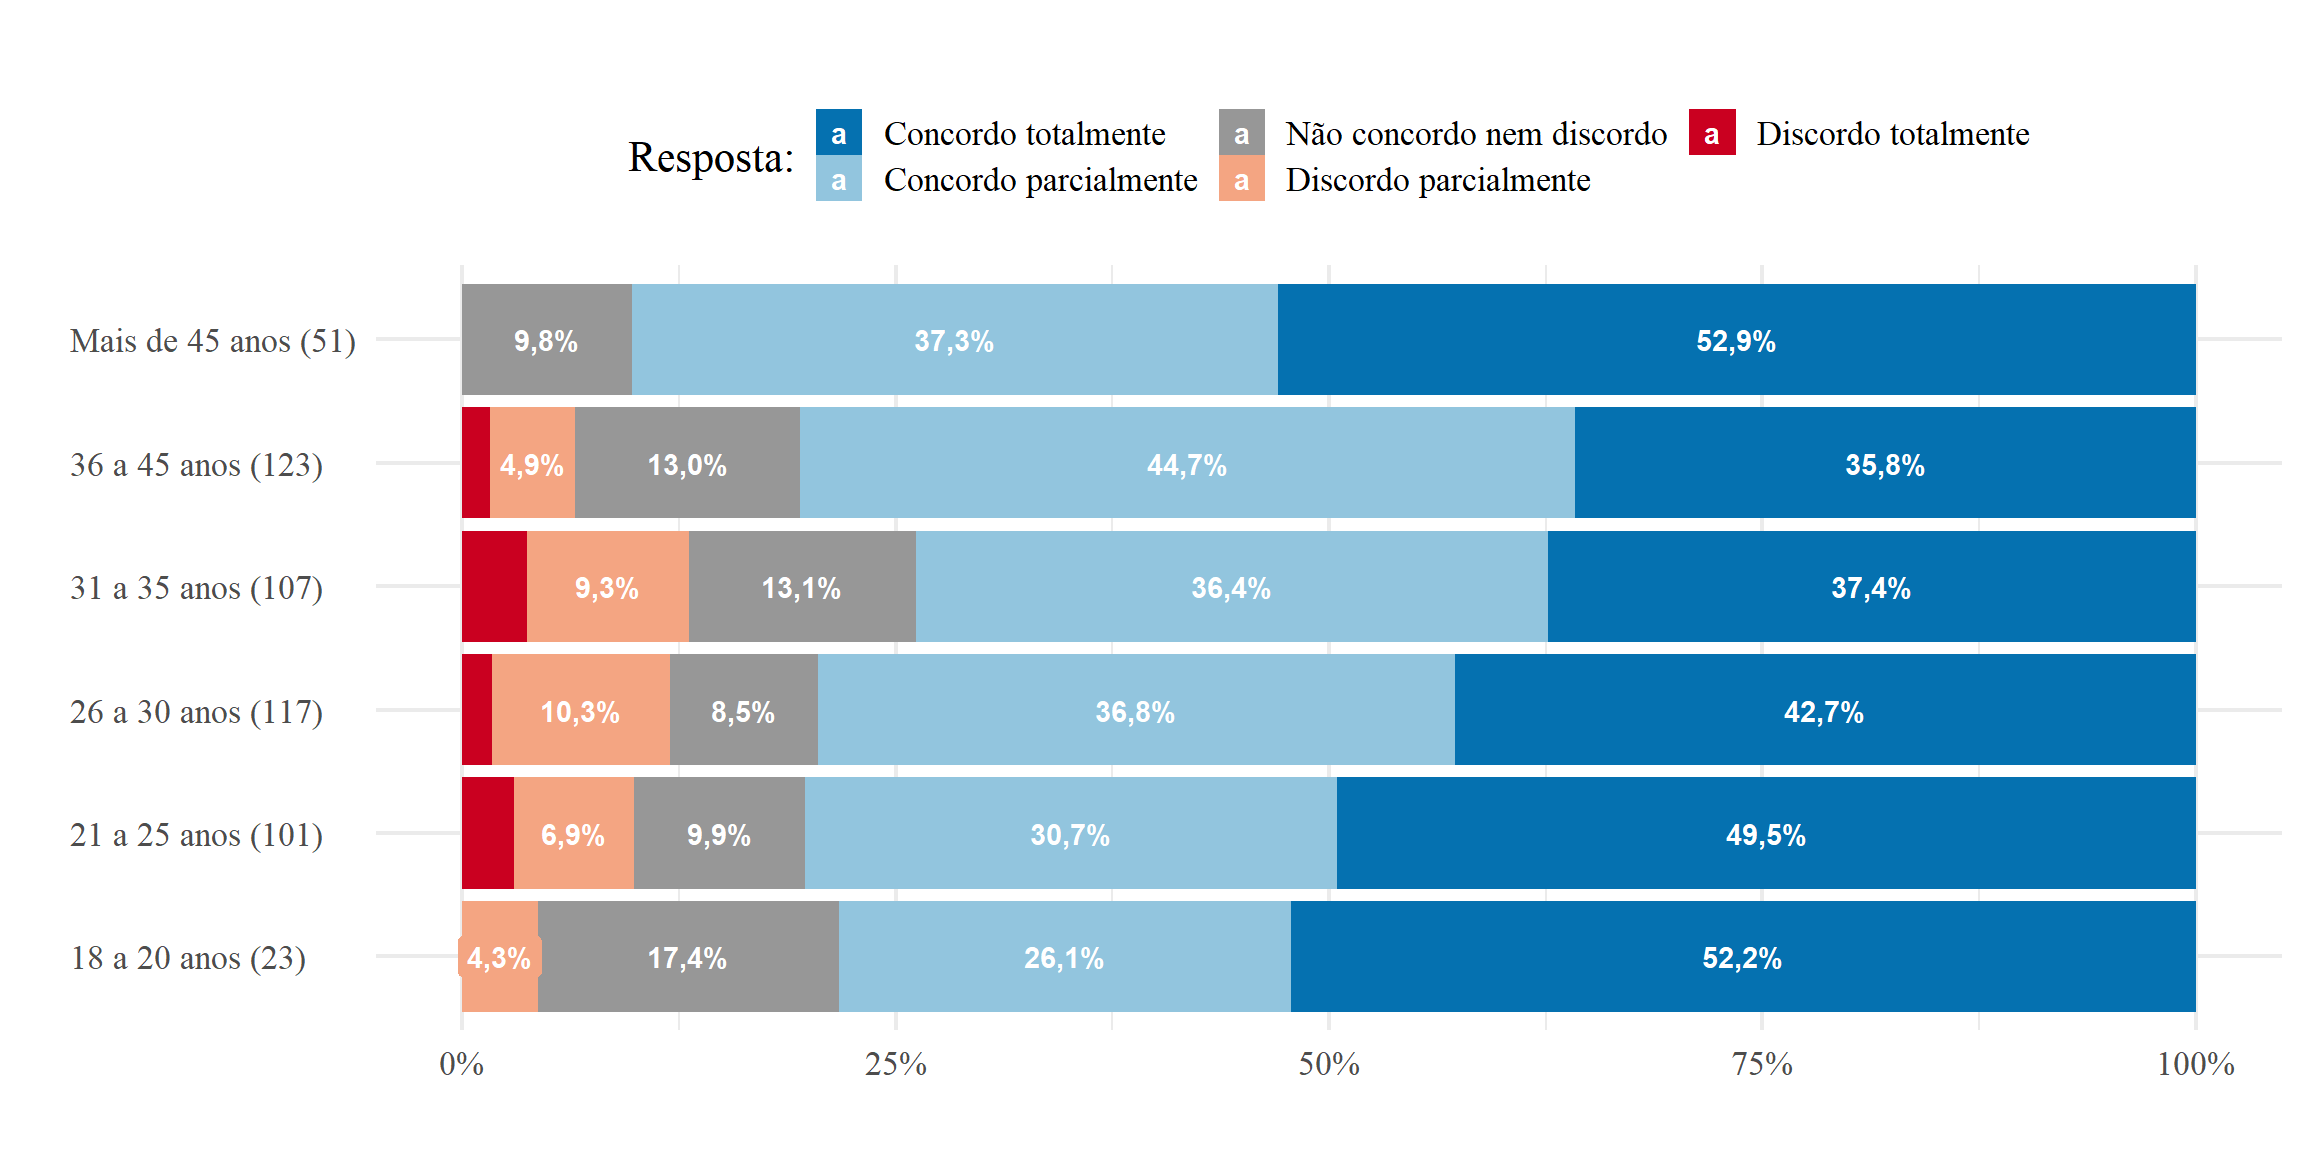 Resposta:
a Concordo totalmente
a Não concordo nem discordo
a Discordo totalmente
a Concordo parcialmente
a Discordo parcialmente
Mais de 45 anos (51) 9,8% 37,3% 52,9%
36 a 45 anos (123) 4,9% 13,0% 44,7% 35,8%
31 a 35 anos (107) 9,3% 13,1% 36,4% 37,4%
26 a 30 anos (117) 10,3% 8,5% 36,8% 42,7%
21 a 25 anos (101) 6,9% 9,9% 30,7% 49,5%
18 a 20 anos (23) 4,3% 17,4% 26,1% 52,2%
0% 25% 50% 75% 100%